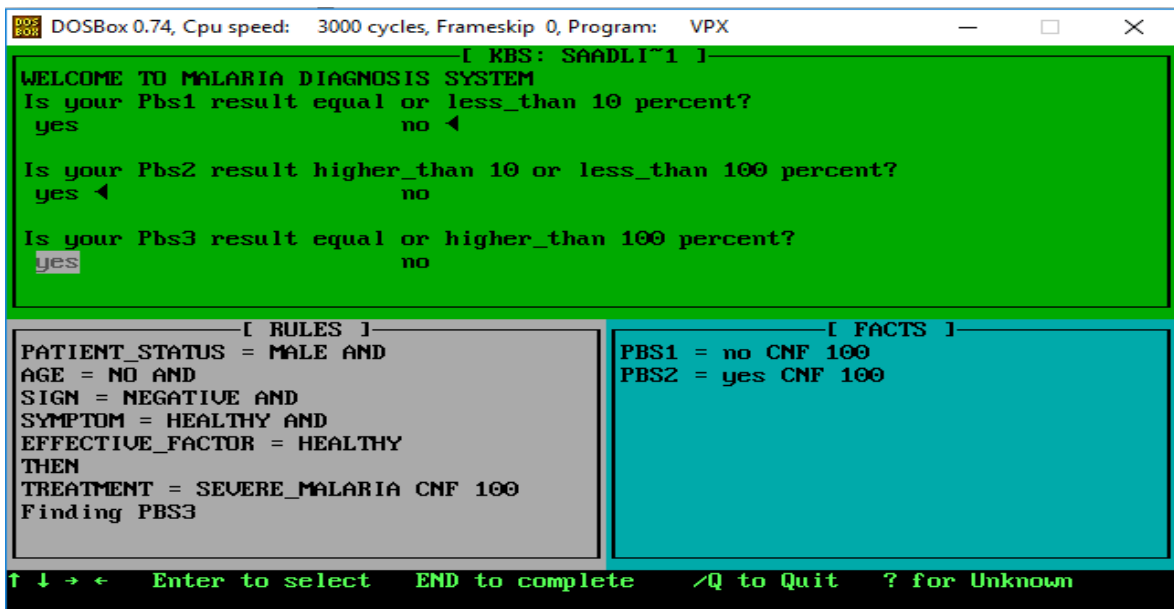 DOSBox 0.74, Cpu speed: 3000 cycles, Frameskip 0, Program: VPX
[ KBS: SAADLI~1 ]
WELCOME TO MALARIA DIAGNOSIS SYSTEM
Is your Pbs1 result equal or less_than 10 percent?
yes no ◄
Is your Pbs2 result higher_than 10 or less_than 100 percent?
yes ◄ no
Is your Pbs3 result equal or higher_than 100 percent?
yes no
[ RULES ]
PATIENT_STATUS = MALE AND
AGE = NO AND
SIGN = NEGATIVE AND
SYMPTOM = HEALTHY AND
EFFECTIVE_FACTOR = HEALTHY
THEN
TREATMENT = SEVERE_MALARIA CNF 100
Finding PBS3
[ FACTS ]
PBS1 = no CNF 100
PBS2 = yes CNF 100
↑ ↓ → ← Enter to select END to complete /Q to Quit ? for Unknown